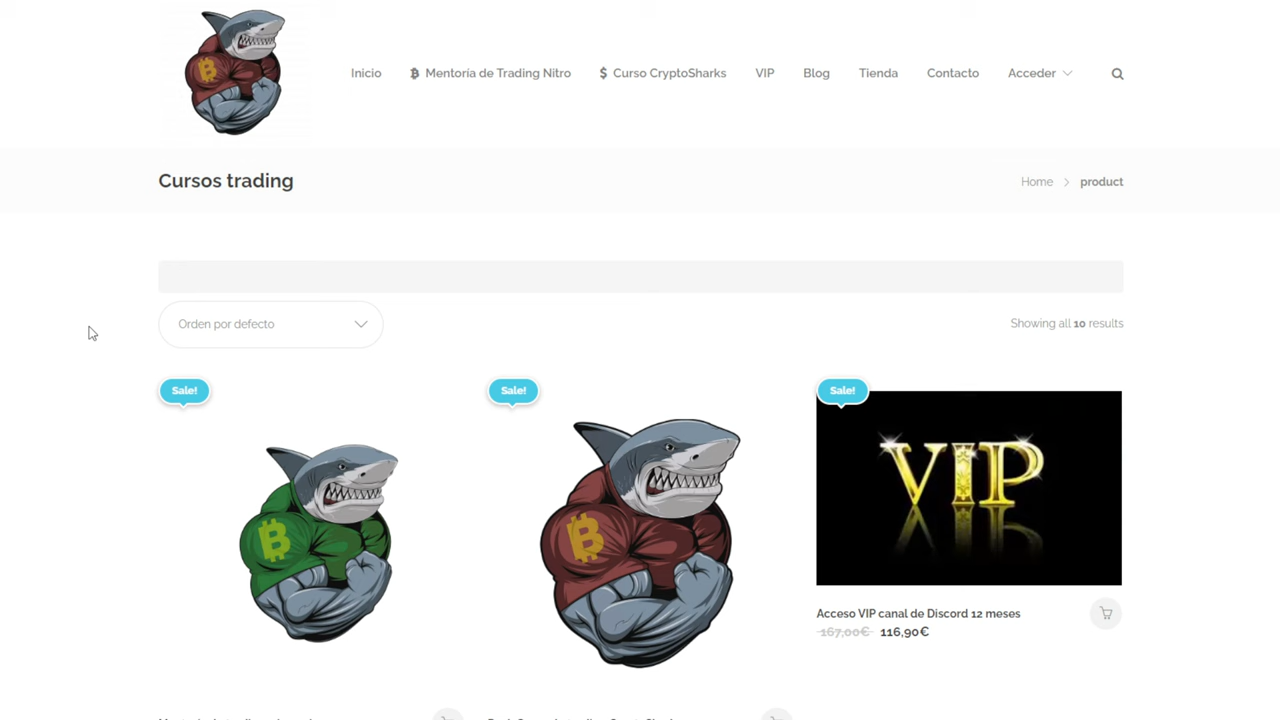 Inicio
Mentoría de Trading Nitro
Curso CryptoSharks
VIP
Blog
Tienda
Contacto
Acceder
Cursos trading
Home
product
Orden por defecto
Showing all 10 results
Sale!
Sale!
Sale!
VIP
Acceso VIP canal de Discord 12 meses
167,00€ 116,90€